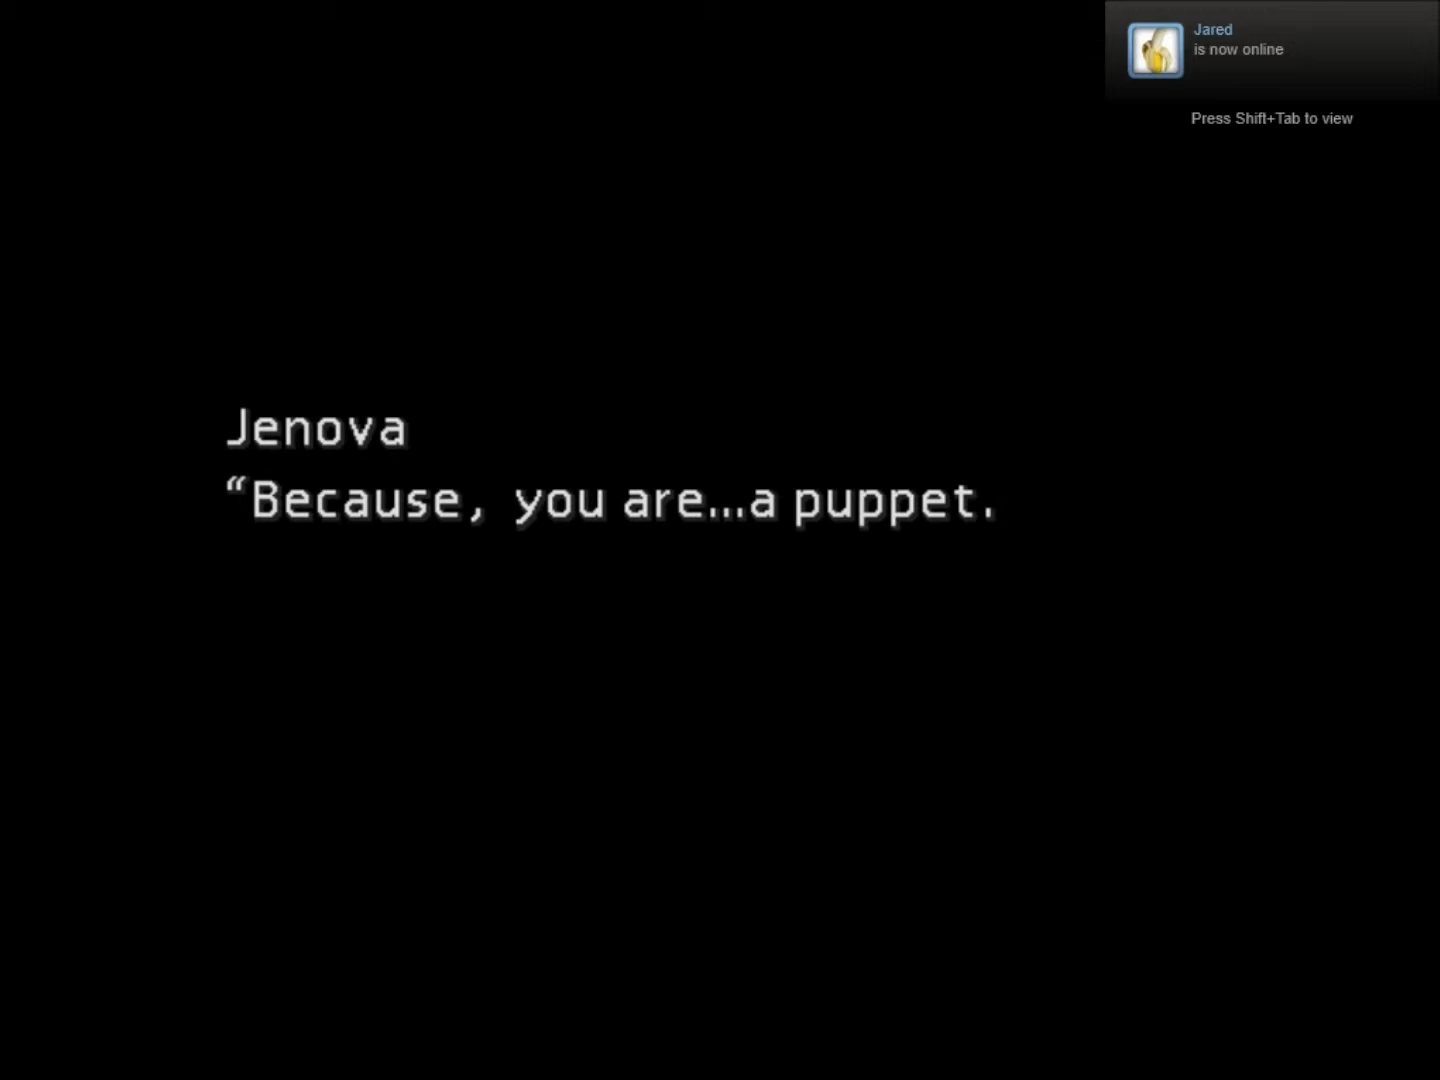 Jared
is now online
Press Shift+Tab to view
Jenova
“Because, you are...a puppet.